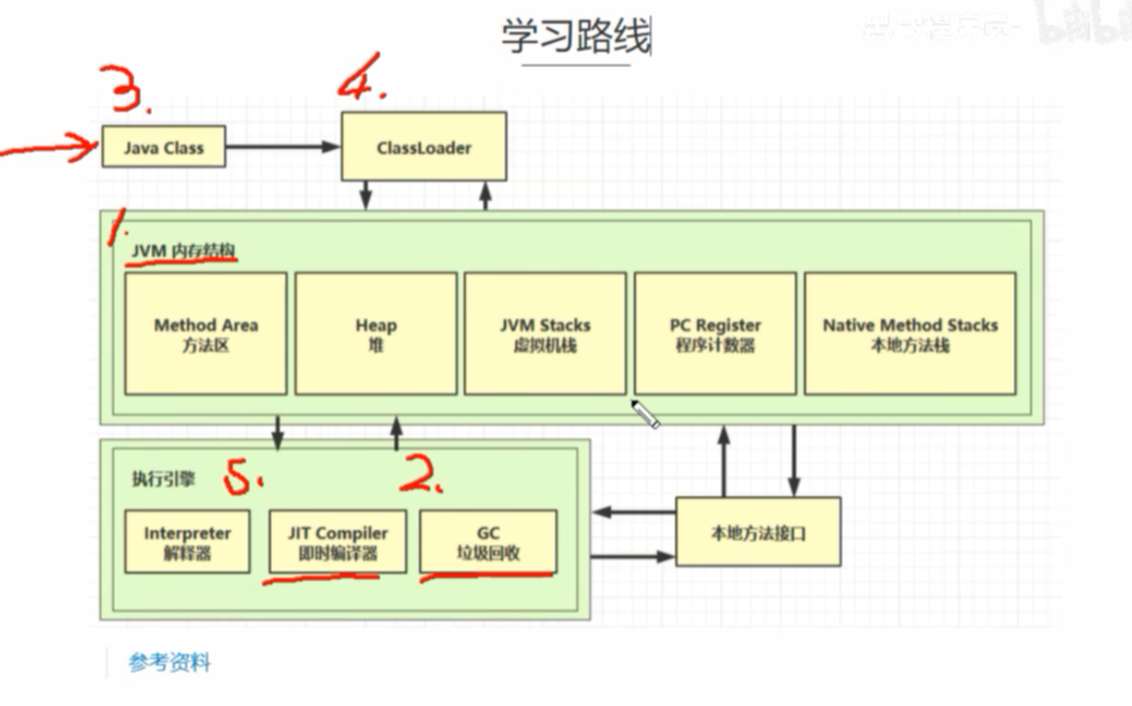 学习路线
3.
4.
Java Class
ClassLoader
1.
JVM 内存结构
Method Area
方法区
Heap
堆
JVM Stacks
虚拟机栈
PC Register
程序计数器
Native Method Stacks
本地方法栈
执行引擎
5.
2.
Interpreter
解释器
JIT Compiler
即时编译器
GC
垃圾回收
本地方法接口
参考资料
bilibili